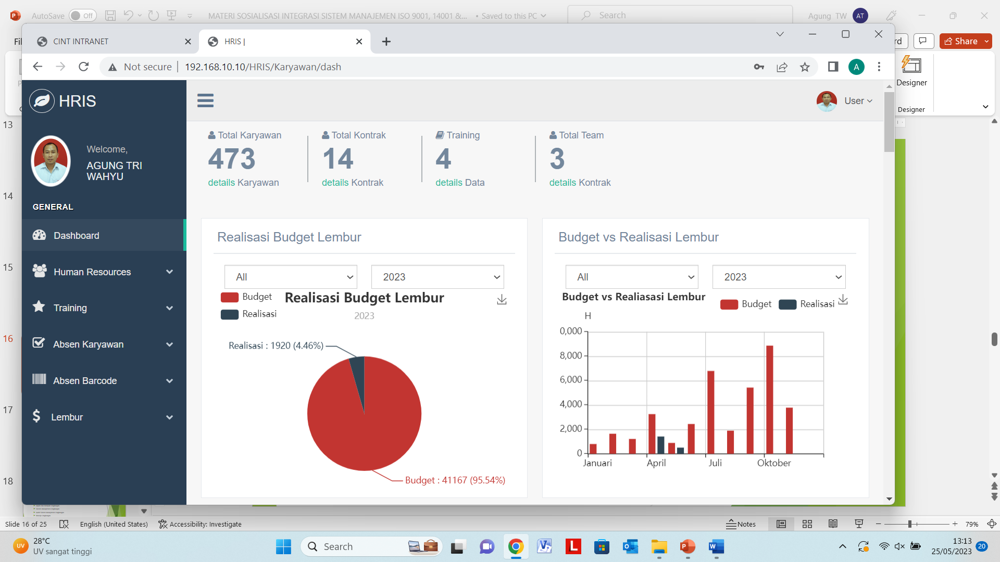 AutoSave Off
MATERI SOSIALISASI INTEGRASI SISTEM MANAJEMEN ISO 9001, 14001 &... • Saved to this PC
Search
Agung TW AT
CINT INTRANET
HRIS |
Share
Not secure | 192.168.10.10/HRIS/Karyawan/dash
A
Designer
Designer
HRIS
User
Welcome,
AGUNG TRI
WAHYU
GENERAL
Dashboard
Human Resources
Training
Absen Karyawan
Absen Barcode
Lembur
Total Karyawan
473
details Karyawan
Total Kontrak
14
details Kontrak
Training
4
details Data
Total Team
3
details Kontrak
Realisasi Budget Lembur
All
2023
Budget
Realisasi
Realisasi Budget Lembur
2023
Realisasi : 1920 (4.46%)
Budget : 41167 (95.54%)
Budget vs Realisasi Lembur
All
2023
Budget vs Realiasasi Lembur
Budget
Realisasi
H
0,000
8,000
6,000
4,000
2,000
0
Januari
April
Juli
Oktober
13
14
15
16
17
18
Slide 16 of 25
English (United States)
Accessibility: Investigate
Notes
79%
UV
28°C
UV sangat tinggi
Search
13:13
25/05/2023
20